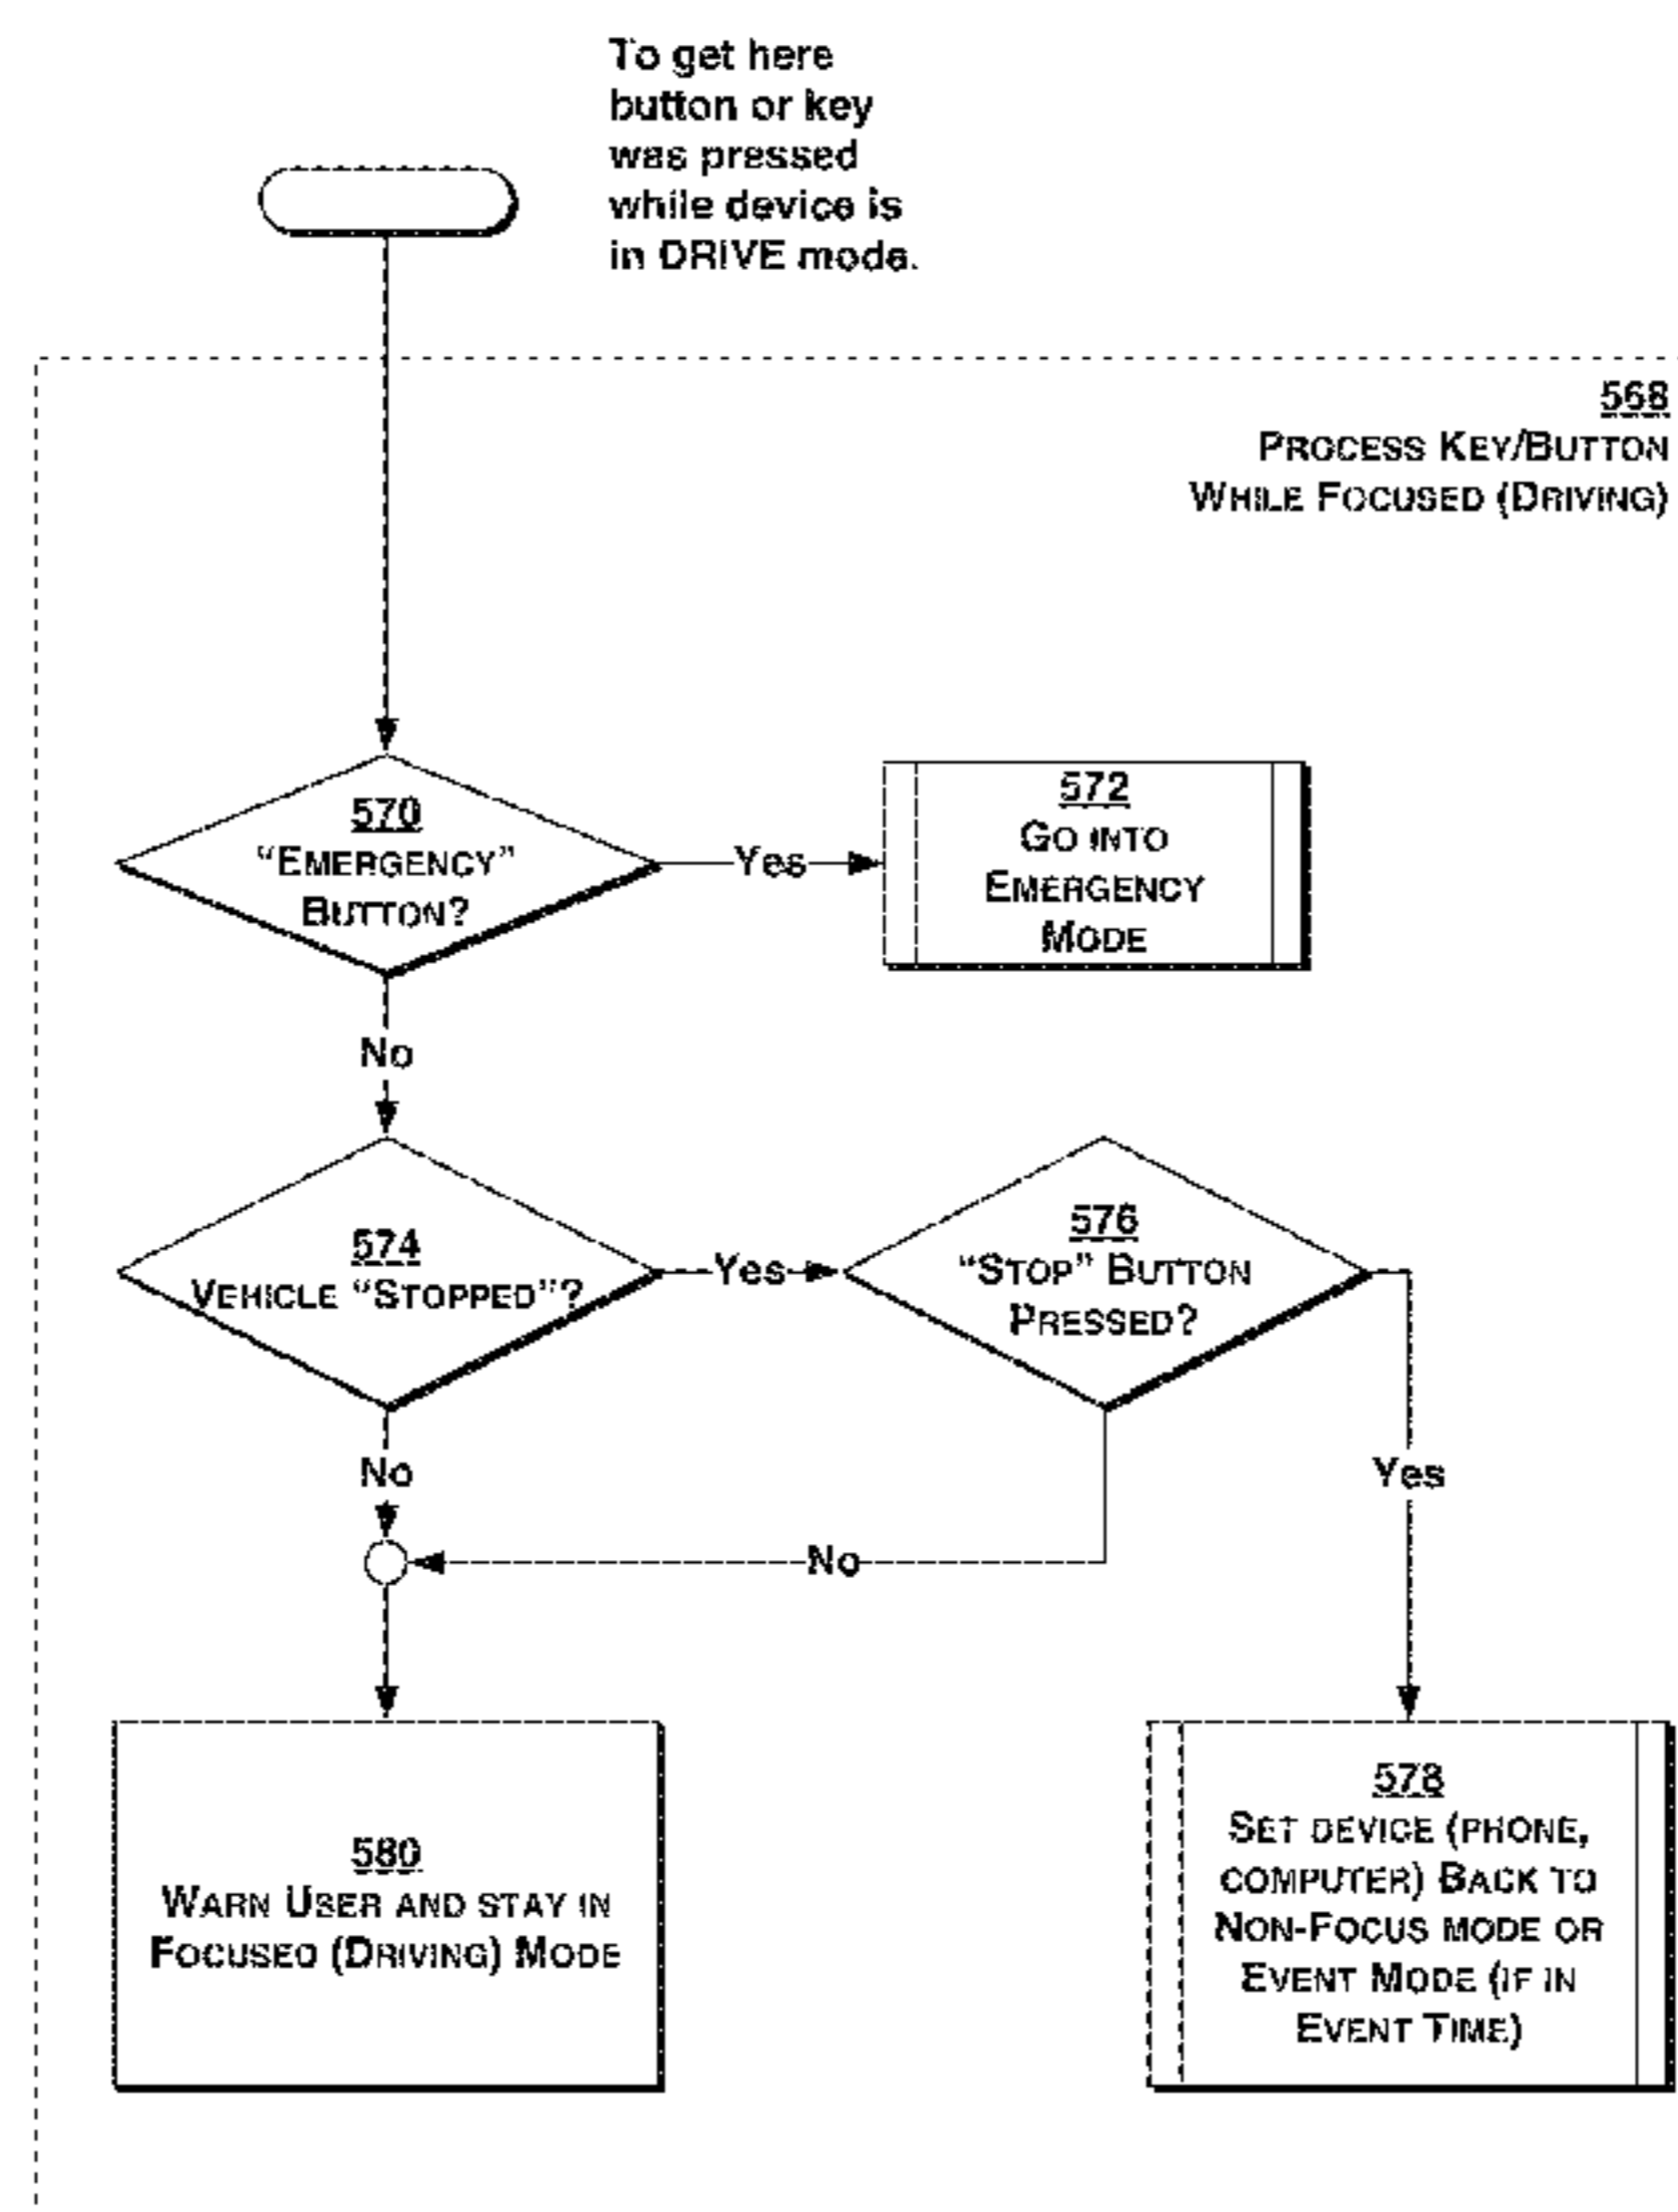 To get here
button or key
was pressed
while device is
in DRIVE mode.
568
PROCESS KEY/BUTTON
WHILE FOCUSED (DRIVING)
570
“EMERGENCY”
BUTTON?
Yes
572
GO INTO
EMERGENCY
MODE
No
574
VEHICLE “STOPPED”?
Yes
576
“STOP” BUTTON
PRESSED?
No
Yes
No
580
WARN USER AND STAY IN
FOCUSED (DRIVING) MODE
578
SET DEVICE (PHONE,
COMPUTER) BACK TO
NON-FOCUS MODE OR
EVENT MODE (IF IN
EVENT TIME)